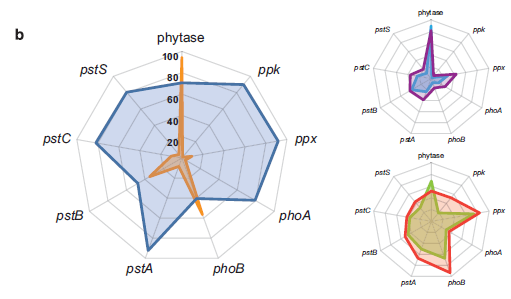 b
phytase
ppk
ppx
phoA
phoB
pstA
pstB
pstC
pstS
100
80
60
40
20
phytase
ppk
ppx
phoA
phoB
pstA
pstB
pstC
pstS
phytase
ppk
ppx
phoA
phoB
pstA
pstB
pstC
pstS